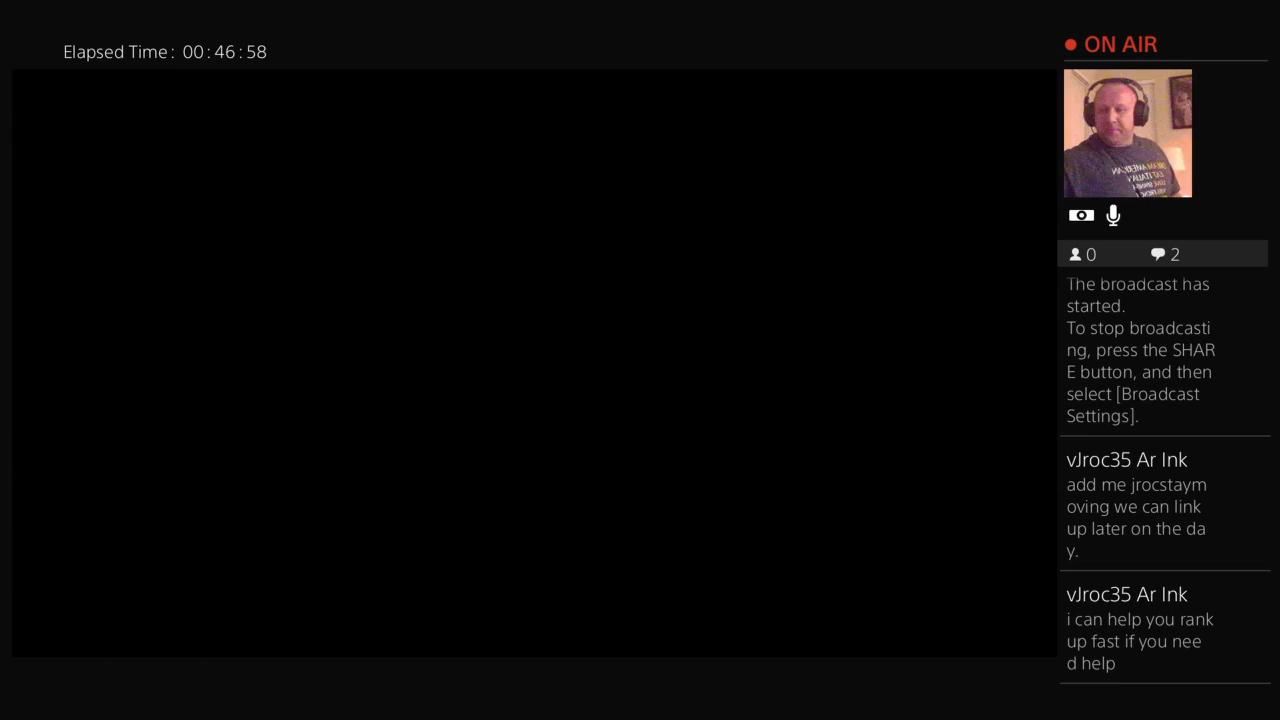 Elapsed Time: 00:46:58
ON AIR
0
2
The broadcast has
started.
To stop broadcasti
ng, press the SHAR
E button, and then
select [Broadcast
Settings].
vJroc35 Ar Ink
add me jrocstaym
oving we can link
up later on the da
y.
vJroc35 Ar Ink
i can help you rank
up fast if you nee
d help